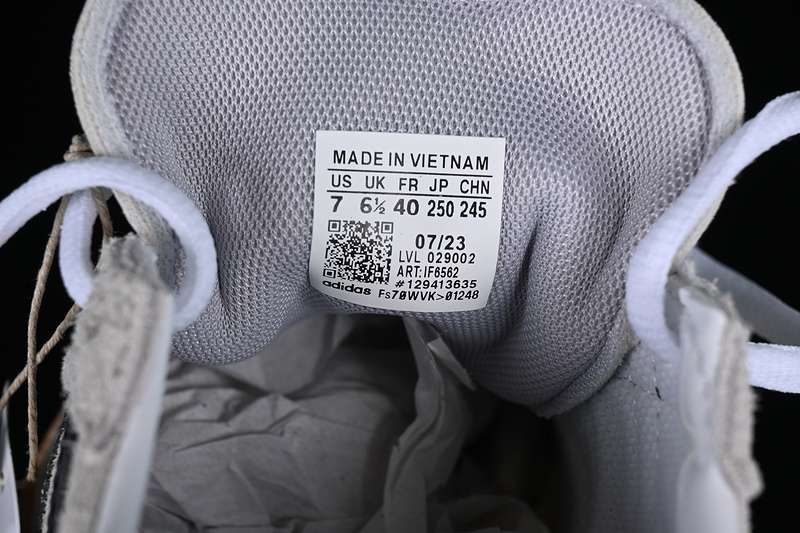 MADE IN VIETNAM
US UK FR JP CHN
7 6½ 40 250 245
07/23
LVL 029002
ART:IF6562
#129413635
adidas Fs70WVK>01248